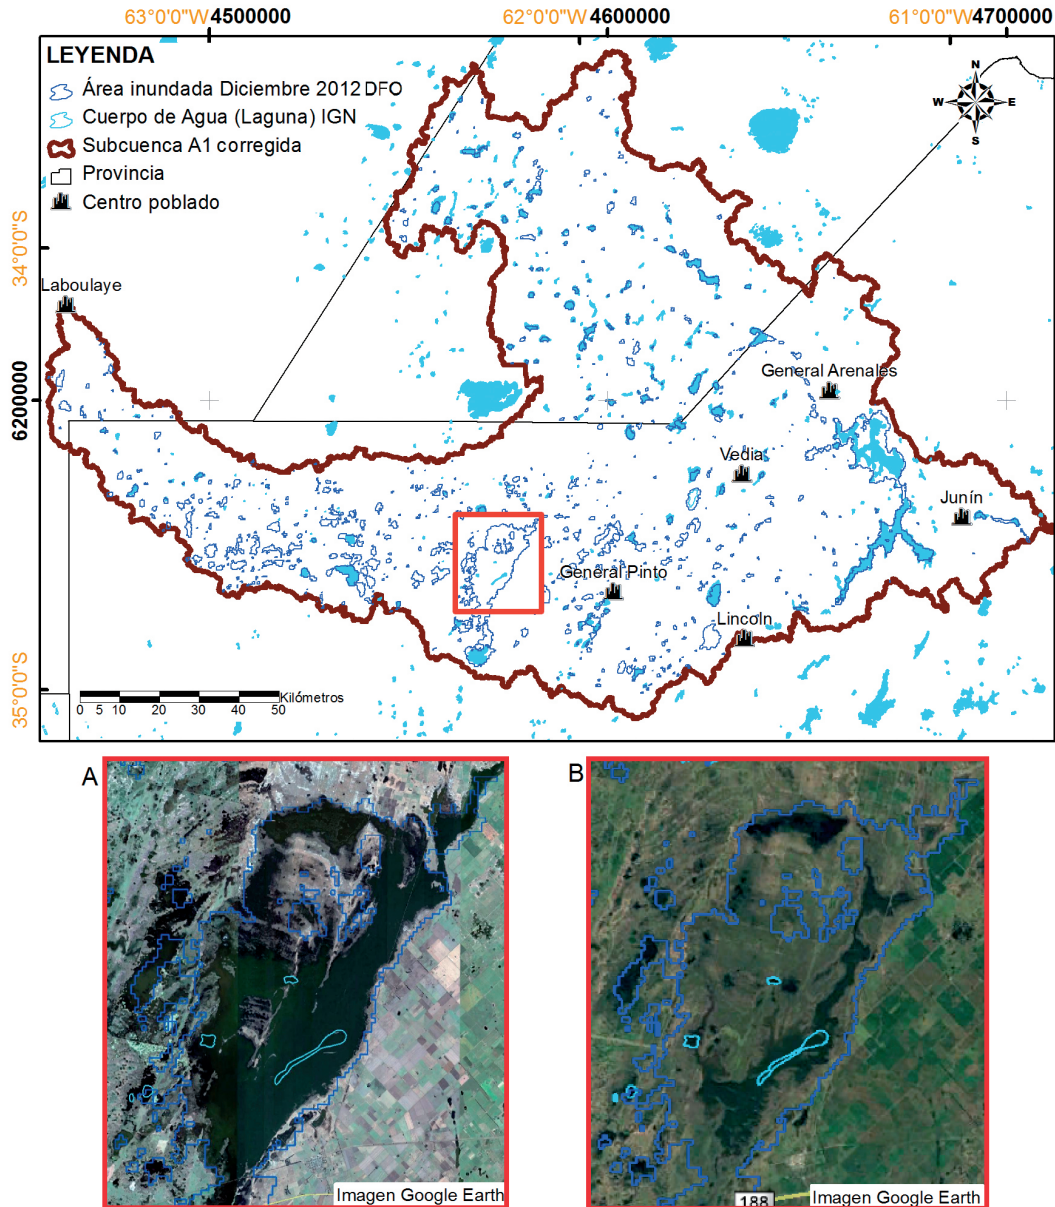 63°0'0"W 4500000 62°0'0"W 4600000 61°0'0"W 4700000
LEYENDA
Área inundada Diciembre 2012 DFO
Cuerpo de Agua (Laguna) IGN
Subcuenca A1 corregida
Provincia
Centro poblado
N
W E
S
34°0'0"S
Laboulaye
6200000
General Arenales
Vedia
Junín
General Pinto
Lincoln
35°0'0"S
Kilómetros
0 5 10 20 30 40 50
A
B
Imagen Google Earth
188
Imagen Google Earth